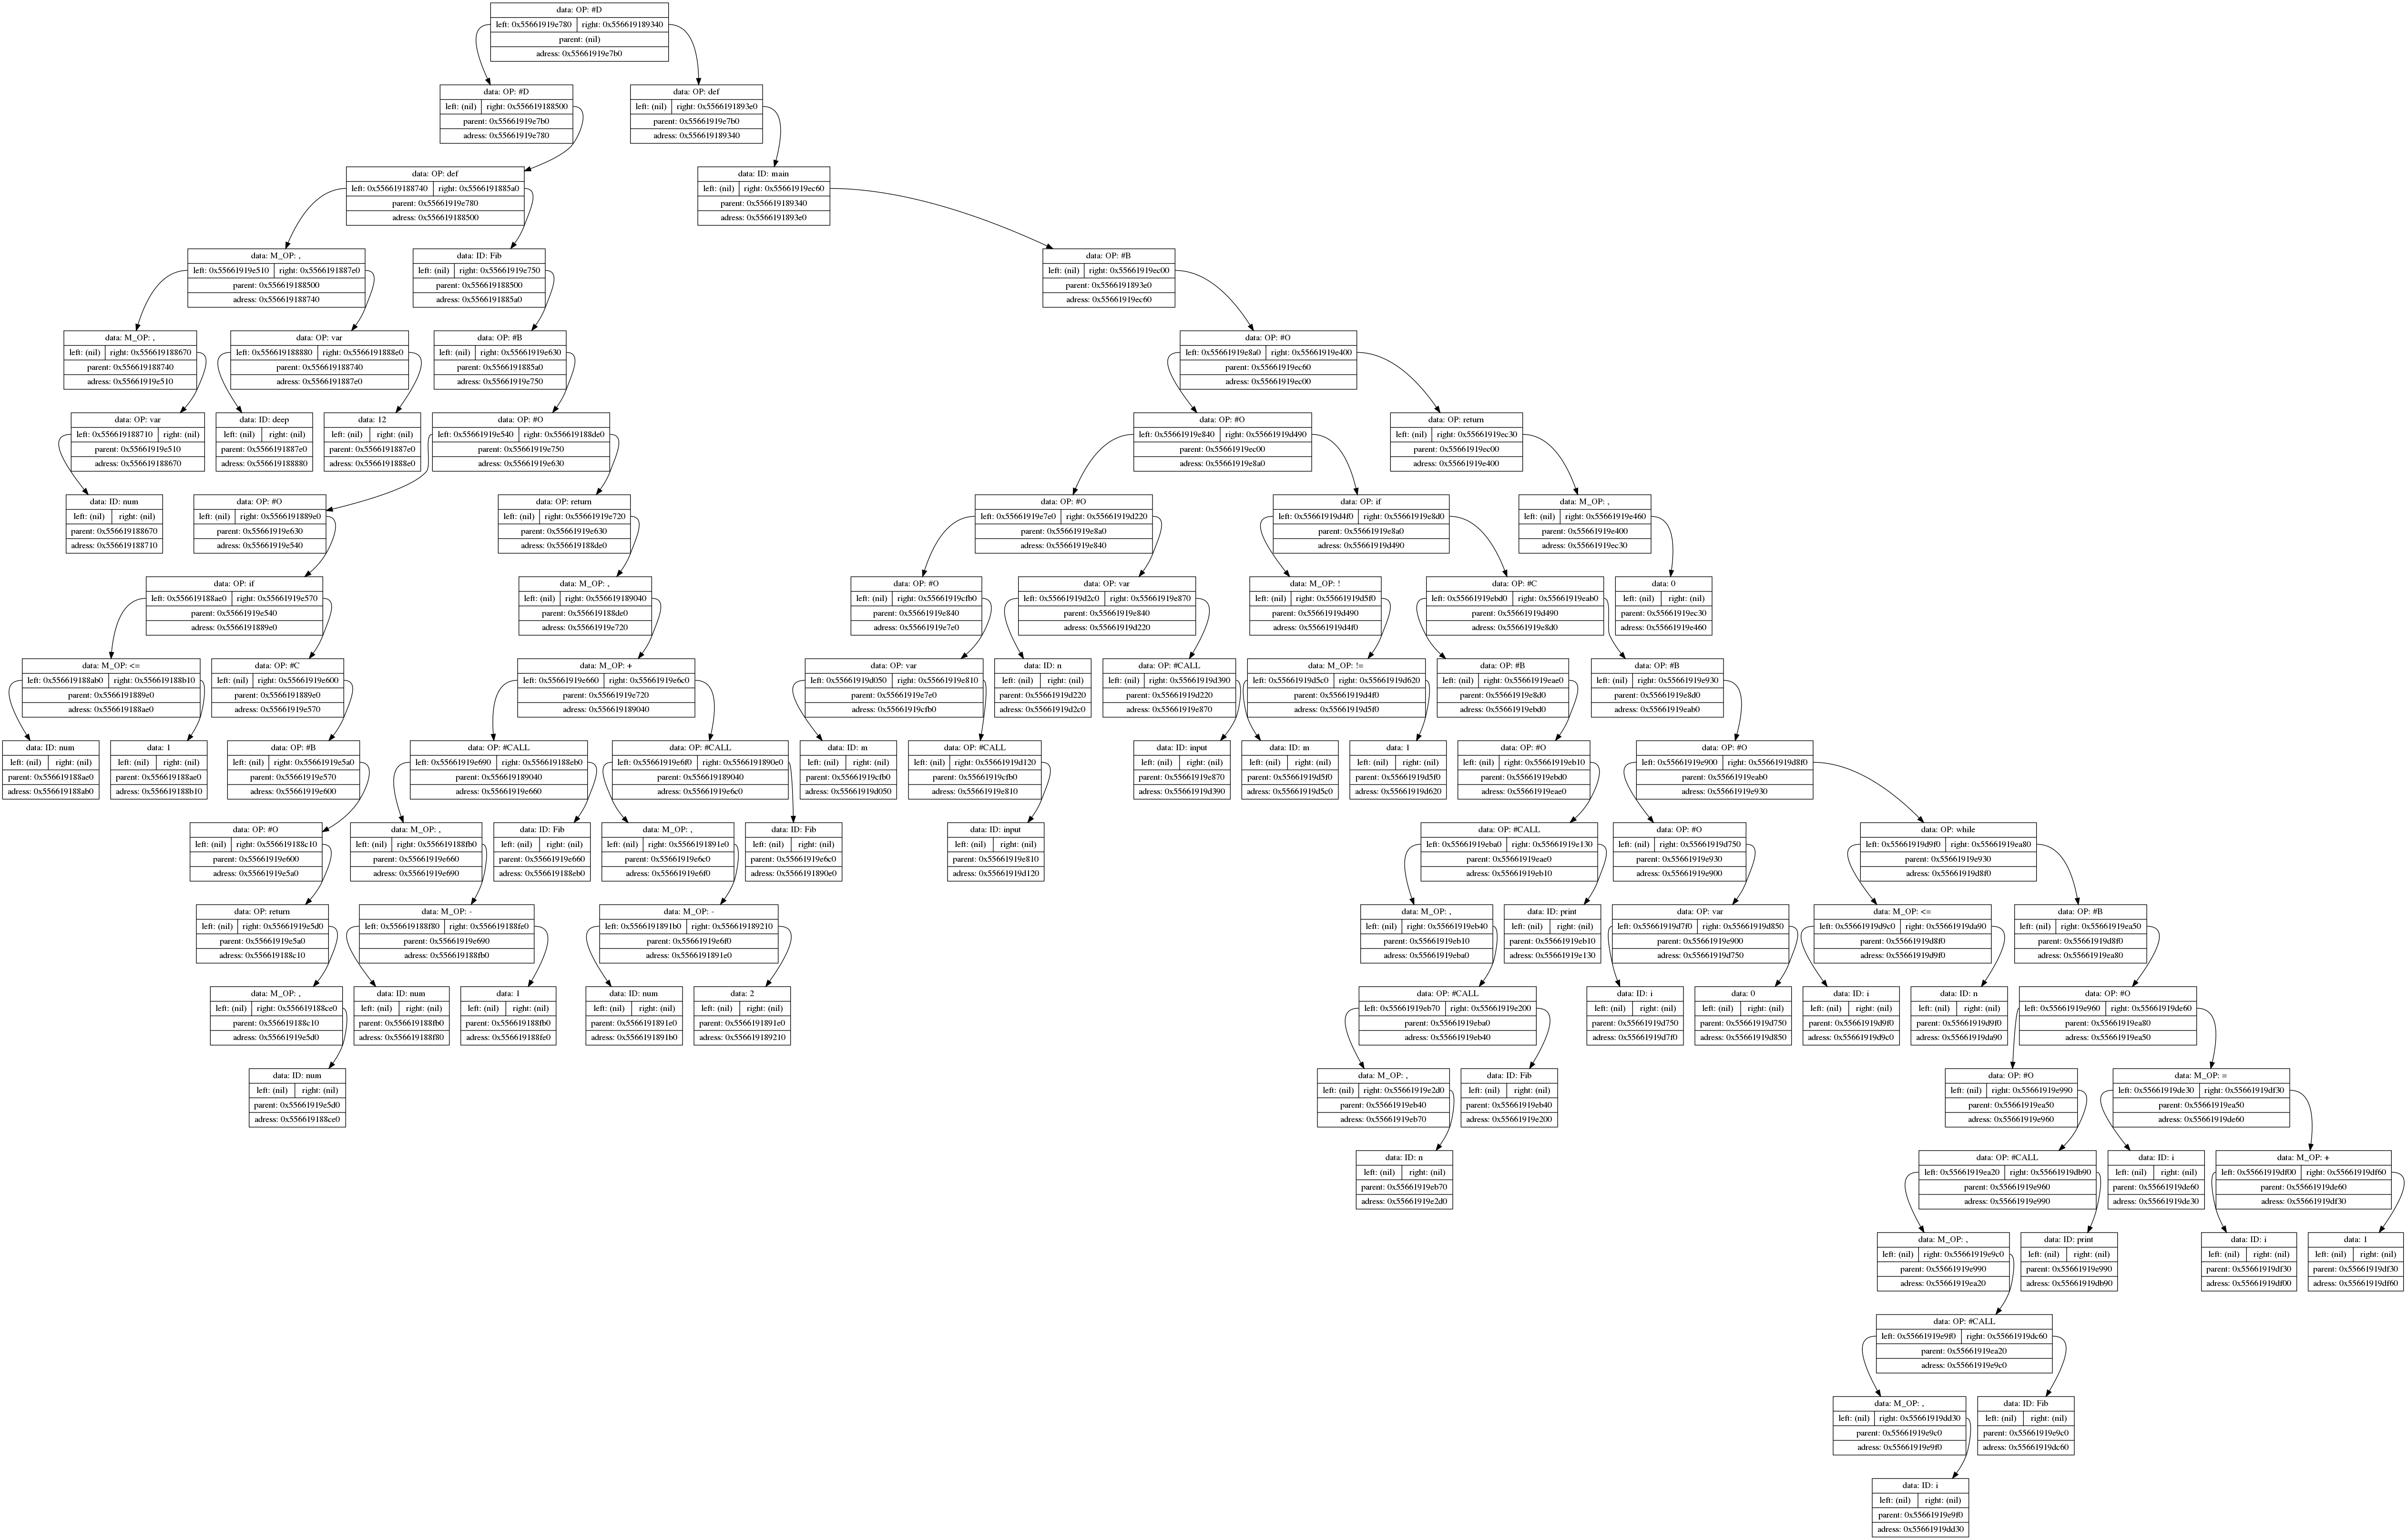 data: OP: #D
left: 0x55661919e780 right: 0x556619189340
parent: (nil)
adress: 0x55661919e7b0
data: OP: #D
left: (nil) right: 0x556619188500
parent: 0x55661919e7b0
adress: 0x55661919e780
data: OP: def
left: (nil) right: 0x5566191893e0
parent: 0x55661919e7b0
adress: 0x556619189340
data: OP: def
left: 0x556619188740 right: 0x5566191885a0
parent: 0x55661919e780
adress: 0x556619188500
data: ID: main
left: (nil) right: 0x55661919ec60
parent: 0x556619189340
adress: 0x5566191893e0
data: M_OP: ,
left: 0x55661919e510 right: 0x5566191887e0
parent: 0x556619188500
adress: 0x556619188740
data: ID: Fib
left: (nil) right: 0x55661919e750
parent: 0x556619188500
adress: 0x5566191885a0
data: OP: #B
left: (nil) right: 0x55661919ec00
parent: 0x5566191893e0
adress: 0x55661919ec60
data: M_OP: ,
left: (nil) right: 0x556619188670
parent: 0x556619188740
adress: 0x55661919e510
data: OP: var
left: 0x556619188880 right: 0x5566191888e0
parent: 0x556619188740
adress: 0x5566191887e0
data: OP: #B
left: (nil) right: 0x55661919e630
parent: 0x5566191885a0
adress: 0x55661919e750
data: OP: #O
left: 0x55661919e8a0 right: 0x55661919e400
parent: 0x55661919ec60
adress: 0x55661919ec00
data: OP: var
left: 0x556619188710 right: (nil)
parent: 0x55661919e510
adress: 0x556619188670
data: ID: deep
left: (nil) right: (nil)
parent: 0x5566191887e0
adress: 0x556619188880
data: 12
left: (nil) right: (nil)
parent: 0x5566191887e0
adress: 0x5566191888e0
data: OP: #O
left: 0x55661919e540 right: 0x556619188de0
parent: 0x55661919e750
adress: 0x55661919e630
data: OP: #O
left: 0x55661919e840 right: 0x55661919d490
parent: 0x55661919ec00
adress: 0x55661919e8a0
data: OP: return
left: (nil) right: 0x55661919ec30
parent: 0x55661919ec00
adress: 0x55661919e400
data: ID: num
left: (nil) right: (nil)
parent: 0x556619188670
adress: 0x556619188710
data: OP: #O
left: (nil) right: 0x5566191889e0
parent: 0x55661919e630
adress: 0x55661919e540
data: OP: return
left: (nil) right: 0x55661919e720
parent: 0x55661919e630
adress: 0x556619188de0
data: OP: #O
left: 0x55661919e7e0 right: 0x55661919d220
parent: 0x55661919e8a0
adress: 0x55661919e840
data: OP: if
left: 0x55661919d4f0 right: 0x55661919e8d0
parent: 0x55661919e8a0
adress: 0x55661919d490
data: M_OP: ,
left: (nil) right: 0x55661919e460
parent: 0x55661919e400
adress: 0x55661919ec30
data: OP: if
left: 0x556619188ae0 right: 0x55661919e570
parent: 0x55661919e540
adress: 0x5566191889e0
data: M_OP: ,
left: (nil) right: 0x556619189040
parent: 0x556619188de0
adress: 0x55661919e720
data: OP: #O
left: (nil) right: 0x55661919cfb0
parent: 0x55661919e840
adress: 0x55661919e7e0
data: OP: var
left: 0x55661919d2c0 right: 0x55661919e870
parent: 0x55661919e840
adress: 0x55661919d220
data: M_OP: !
left: (nil) right: 0x55661919d5f0
parent: 0x55661919d490
adress: 0x55661919d4f0
data: OP: #C
left: 0x55661919ebd0 right: 0x55661919eab0
parent: 0x55661919d490
adress: 0x55661919e8d0
data: 0
left: (nil) right: (nil)
parent: 0x55661919ec30
adress: 0x55661919e460
data: M_OP: <=
left: 0x556619188ab0 right: 0x556619188b10
parent: 0x5566191889e0
adress: 0x556619188ae0
data: OP: #C
left: (nil) right: 0x55661919e600
parent: 0x5566191889e0
adress: 0x55661919e570
data: M_OP: +
left: 0x55661919e660 right: 0x55661919e6c0
parent: 0x55661919e720
adress: 0x556619189040
data: OP: var
left: 0x55661919d050 right: 0x55661919e810
parent: 0x55661919e7e0
adress: 0x55661919cfb0
data: ID: n
left: (nil) right: (nil)
parent: 0x55661919d220
adress: 0x55661919d2c0
data: OP: #CALL
left: (nil) right: 0x55661919d390
parent: 0x55661919d220
adress: 0x55661919e870
data: M_OP: !=
left: 0x55661919d5c0 right: 0x55661919d620
parent: 0x55661919d4f0
adress: 0x55661919d5f0
data: OP: #B
left: (nil) right: 0x55661919eae0
parent: 0x55661919e8d0
adress: 0x55661919ebd0
data: OP: #B
left: (nil) right: 0x55661919e930
parent: 0x55661919e8d0
adress: 0x55661919eab0
data: ID: num
left: (nil) right: (nil)
parent: 0x556619188ae0
adress: 0x556619188ab0
data: 1
left: (nil) right: (nil)
parent: 0x556619188ae0
adress: 0x556619188b10
data: OP: #B
left: (nil) right: 0x55661919e5a0
parent: 0x55661919e570
adress: 0x55661919e600
data: OP: #CALL
left: 0x55661919e690 right: 0x556619188eb0
parent: 0x556619189040
adress: 0x55661919e660
data: OP: #CALL
left: 0x55661919e6f0 right: 0x5566191890e0
parent: 0x556619189040
adress: 0x55661919e6c0
data: ID: m
left: (nil) right: (nil)
parent: 0x55661919cfb0
adress: 0x55661919d050
data: OP: #CALL
left: (nil) right: 0x55661919d120
parent: 0x55661919cfb0
adress: 0x55661919e810
data: ID: input
left: (nil) right: (nil)
parent: 0x55661919e870
adress: 0x55661919d390
data: ID: m
left: (nil) right: (nil)
parent: 0x55661919d5f0
adress: 0x55661919d5c0
data: 1
left: (nil) right: (nil)
parent: 0x55661919d5f0
adress: 0x55661919d620
data: OP: #O
left: (nil) right: 0x55661919eb10
parent: 0x55661919ebd0
adress: 0x55661919eae0
data: OP: #O
left: 0x55661919e900 right: 0x55661919d8f0
parent: 0x55661919eab0
adress: 0x55661919e930
data: OP: #O
left: (nil) right: 0x556619188c10
parent: 0x55661919e600
adress: 0x55661919e5a0
data: M_OP: ,
left: (nil) right: 0x556619188fb0
parent: 0x55661919e660
adress: 0x55661919e690
data: ID: Fib
left: (nil) right: (nil)
parent: 0x55661919e660
adress: 0x556619188eb0
data: M_OP: ,
left: (nil) right: 0x5566191891e0
parent: 0x55661919e6c0
adress: 0x55661919e6f0
data: ID: Fib
left: (nil) right: (nil)
parent: 0x55661919e6c0
adress: 0x5566191890e0
data: ID: input
left: (nil) right: (nil)
parent: 0x55661919e810
adress: 0x55661919d120
data: OP: #CALL
left: 0x55661919eba0 right: 0x55661919e130
parent: 0x55661919eae0
adress: 0x55661919eb10
data: OP: #O
left: (nil) right: 0x55661919d750
parent: 0x55661919e930
adress: 0x55661919e900
data: OP: while
left: 0x55661919d9f0 right: 0x55661919ea80
parent: 0x55661919e930
adress: 0x55661919d8f0
data: OP: return
left: (nil) right: 0x55661919e5d0
parent: 0x55661919e5a0
adress: 0x556619188c10
data: M_OP: -
left: 0x556619188f80 right: 0x556619188fe0
parent: 0x55661919e690
adress: 0x556619188fb0
data: M_OP: -
left: 0x5566191891b0 right: 0x556619189210
parent: 0x55661919e6f0
adress: 0x5566191891e0
data: M_OP: ,
left: (nil) right: 0x55661919eb40
parent: 0x55661919eb10
adress: 0x55661919eba0
data: ID: print
left: (nil) right: (nil)
parent: 0x55661919eb10
adress: 0x55661919e130
data: OP: var
left: 0x55661919d7f0 right: 0x55661919d850
parent: 0x55661919e900
adress: 0x55661919d750
data: M_OP: <=
left: 0x55661919d9c0 right: 0x55661919da90
parent: 0x55661919d8f0
adress: 0x55661919d9f0
data: OP: #B
left: (nil) right: 0x55661919ea50
parent: 0x55661919d8f0
adress: 0x55661919ea80
data: M_OP: ,
left: (nil) right: 0x556619188ce0
parent: 0x556619188c10
adress: 0x55661919e5d0
data: ID: num
left: (nil) right: (nil)
parent: 0x556619188fb0
adress: 0x556619188f80
data: 1
left: (nil) right: (nil)
parent: 0x556619188fb0
adress: 0x556619188fe0
data: ID: num
left: (nil) right: (nil)
parent: 0x5566191891e0
adress: 0x5566191891b0
data: 2
left: (nil) right: (nil)
parent: 0x5566191891e0
adress: 0x556619189210
data: OP: #CALL
left: 0x55661919eb70 right: 0x55661919e200
parent: 0x55661919eba0
adress: 0x55661919eb40
data: ID: i
left: (nil) right: (nil)
parent: 0x55661919d750
adress: 0x55661919d7f0
data: 0
left: (nil) right: (nil)
parent: 0x55661919d750
adress: 0x55661919d850
data: ID: i
left: (nil) right: (nil)
parent: 0x55661919d9f0
adress: 0x55661919d9c0
data: ID: n
left: (nil) right: (nil)
parent: 0x55661919d9f0
adress: 0x55661919da90
data: OP: #O
left: 0x55661919e960 right: 0x55661919de60
parent: 0x55661919ea80
adress: 0x55661919ea50
data: ID: num
left: (nil) right: (nil)
parent: 0x55661919e5d0
adress: 0x556619188ce0
data: M_OP: ,
left: (nil) right: 0x55661919e2d0
parent: 0x55661919eb40
adress: 0x55661919eb70
data: ID: Fib
left: (nil) right: (nil)
parent: 0x55661919eb40
adress: 0x55661919e200
data: OP: #O
left: (nil) right: 0x55661919e990
parent: 0x55661919ea50
adress: 0x55661919e960
data: M_OP: =
left: 0x55661919de30 right: 0x55661919df30
parent: 0x55661919ea50
adress: 0x55661919de60
data: ID: n
left: (nil) right: (nil)
parent: 0x55661919eb70
adress: 0x55661919e2d0
data: OP: #CALL
left: 0x55661919ea20 right: 0x55661919db90
parent: 0x55661919e960
adress: 0x55661919e990
data: ID: i
left: (nil) right: (nil)
parent: 0x55661919de60
adress: 0x55661919de30
data: M_OP: +
left: 0x55661919df00 right: 0x55661919df60
parent: 0x55661919de60
adress: 0x55661919df30
data: M_OP: ,
left: (nil) right: 0x55661919e9c0
parent: 0x55661919e990
adress: 0x55661919ea20
data: ID: print
left: (nil) right: (nil)
parent: 0x55661919e990
adress: 0x55661919db90
data: ID: i
left: (nil) right: (nil)
parent: 0x55661919df30
adress: 0x55661919df00
data: 1
left: (nil) right: (nil)
parent: 0x55661919df30
adress: 0x55661919df60
data: OP: #CALL
left: 0x55661919e9f0 right: 0x55661919dc60
parent: 0x55661919ea20
adress: 0x55661919e9c0
data: M_OP: ,
left: (nil) right: 0x55661919dd30
parent: 0x55661919e9c0
adress: 0x55661919e9f0
data: ID: Fib
left: (nil) right: (nil)
parent: 0x55661919e9c0
adress: 0x55661919dc60
data: ID: i
left: (nil) right: (nil)
parent: 0x55661919e9f0
adress: 0x55661919dd30